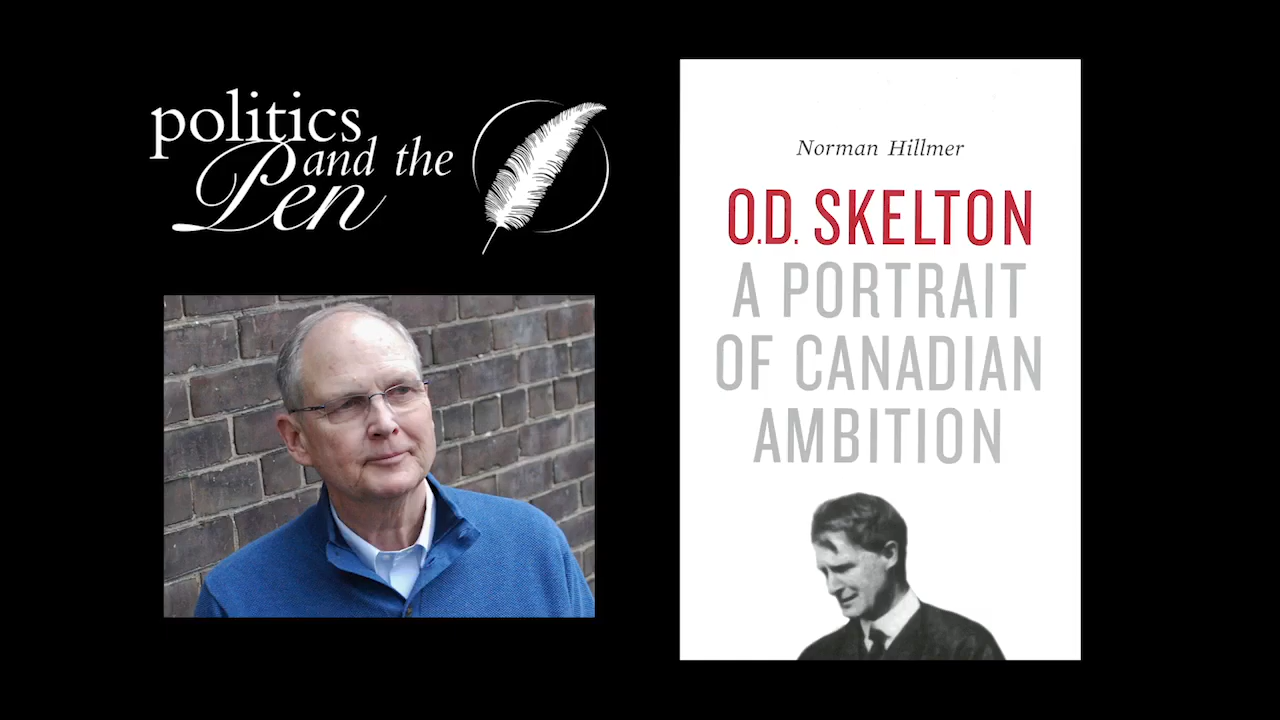 politics
and the
Pen
Norman Hillmer
O.D. SKELTON
A PORTRAIT
OF CANADIAN
AMBITION